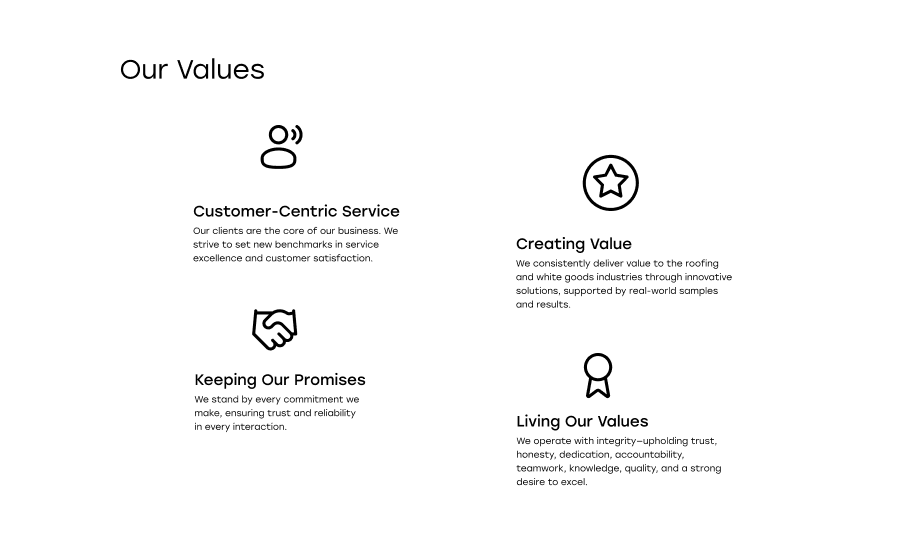 Our Values
Customer-Centric Service
Our clients are the core of our business. We
strive to set new benchmarks in service
excellence and customer satisfaction.
Creating Value
We consistently deliver value to the roofing
and white goods industries through innovative
solutions, supported by real-world samples
and results.
Keeping Our Promises
We stand by every commitment we
make, ensuring trust and reliability
in every interaction.
Living Our Values
We operate with integrity—upholding trust,
honesty, dedication, accountability,
teamwork, knowledge, quality, and a strong
desire to excel.